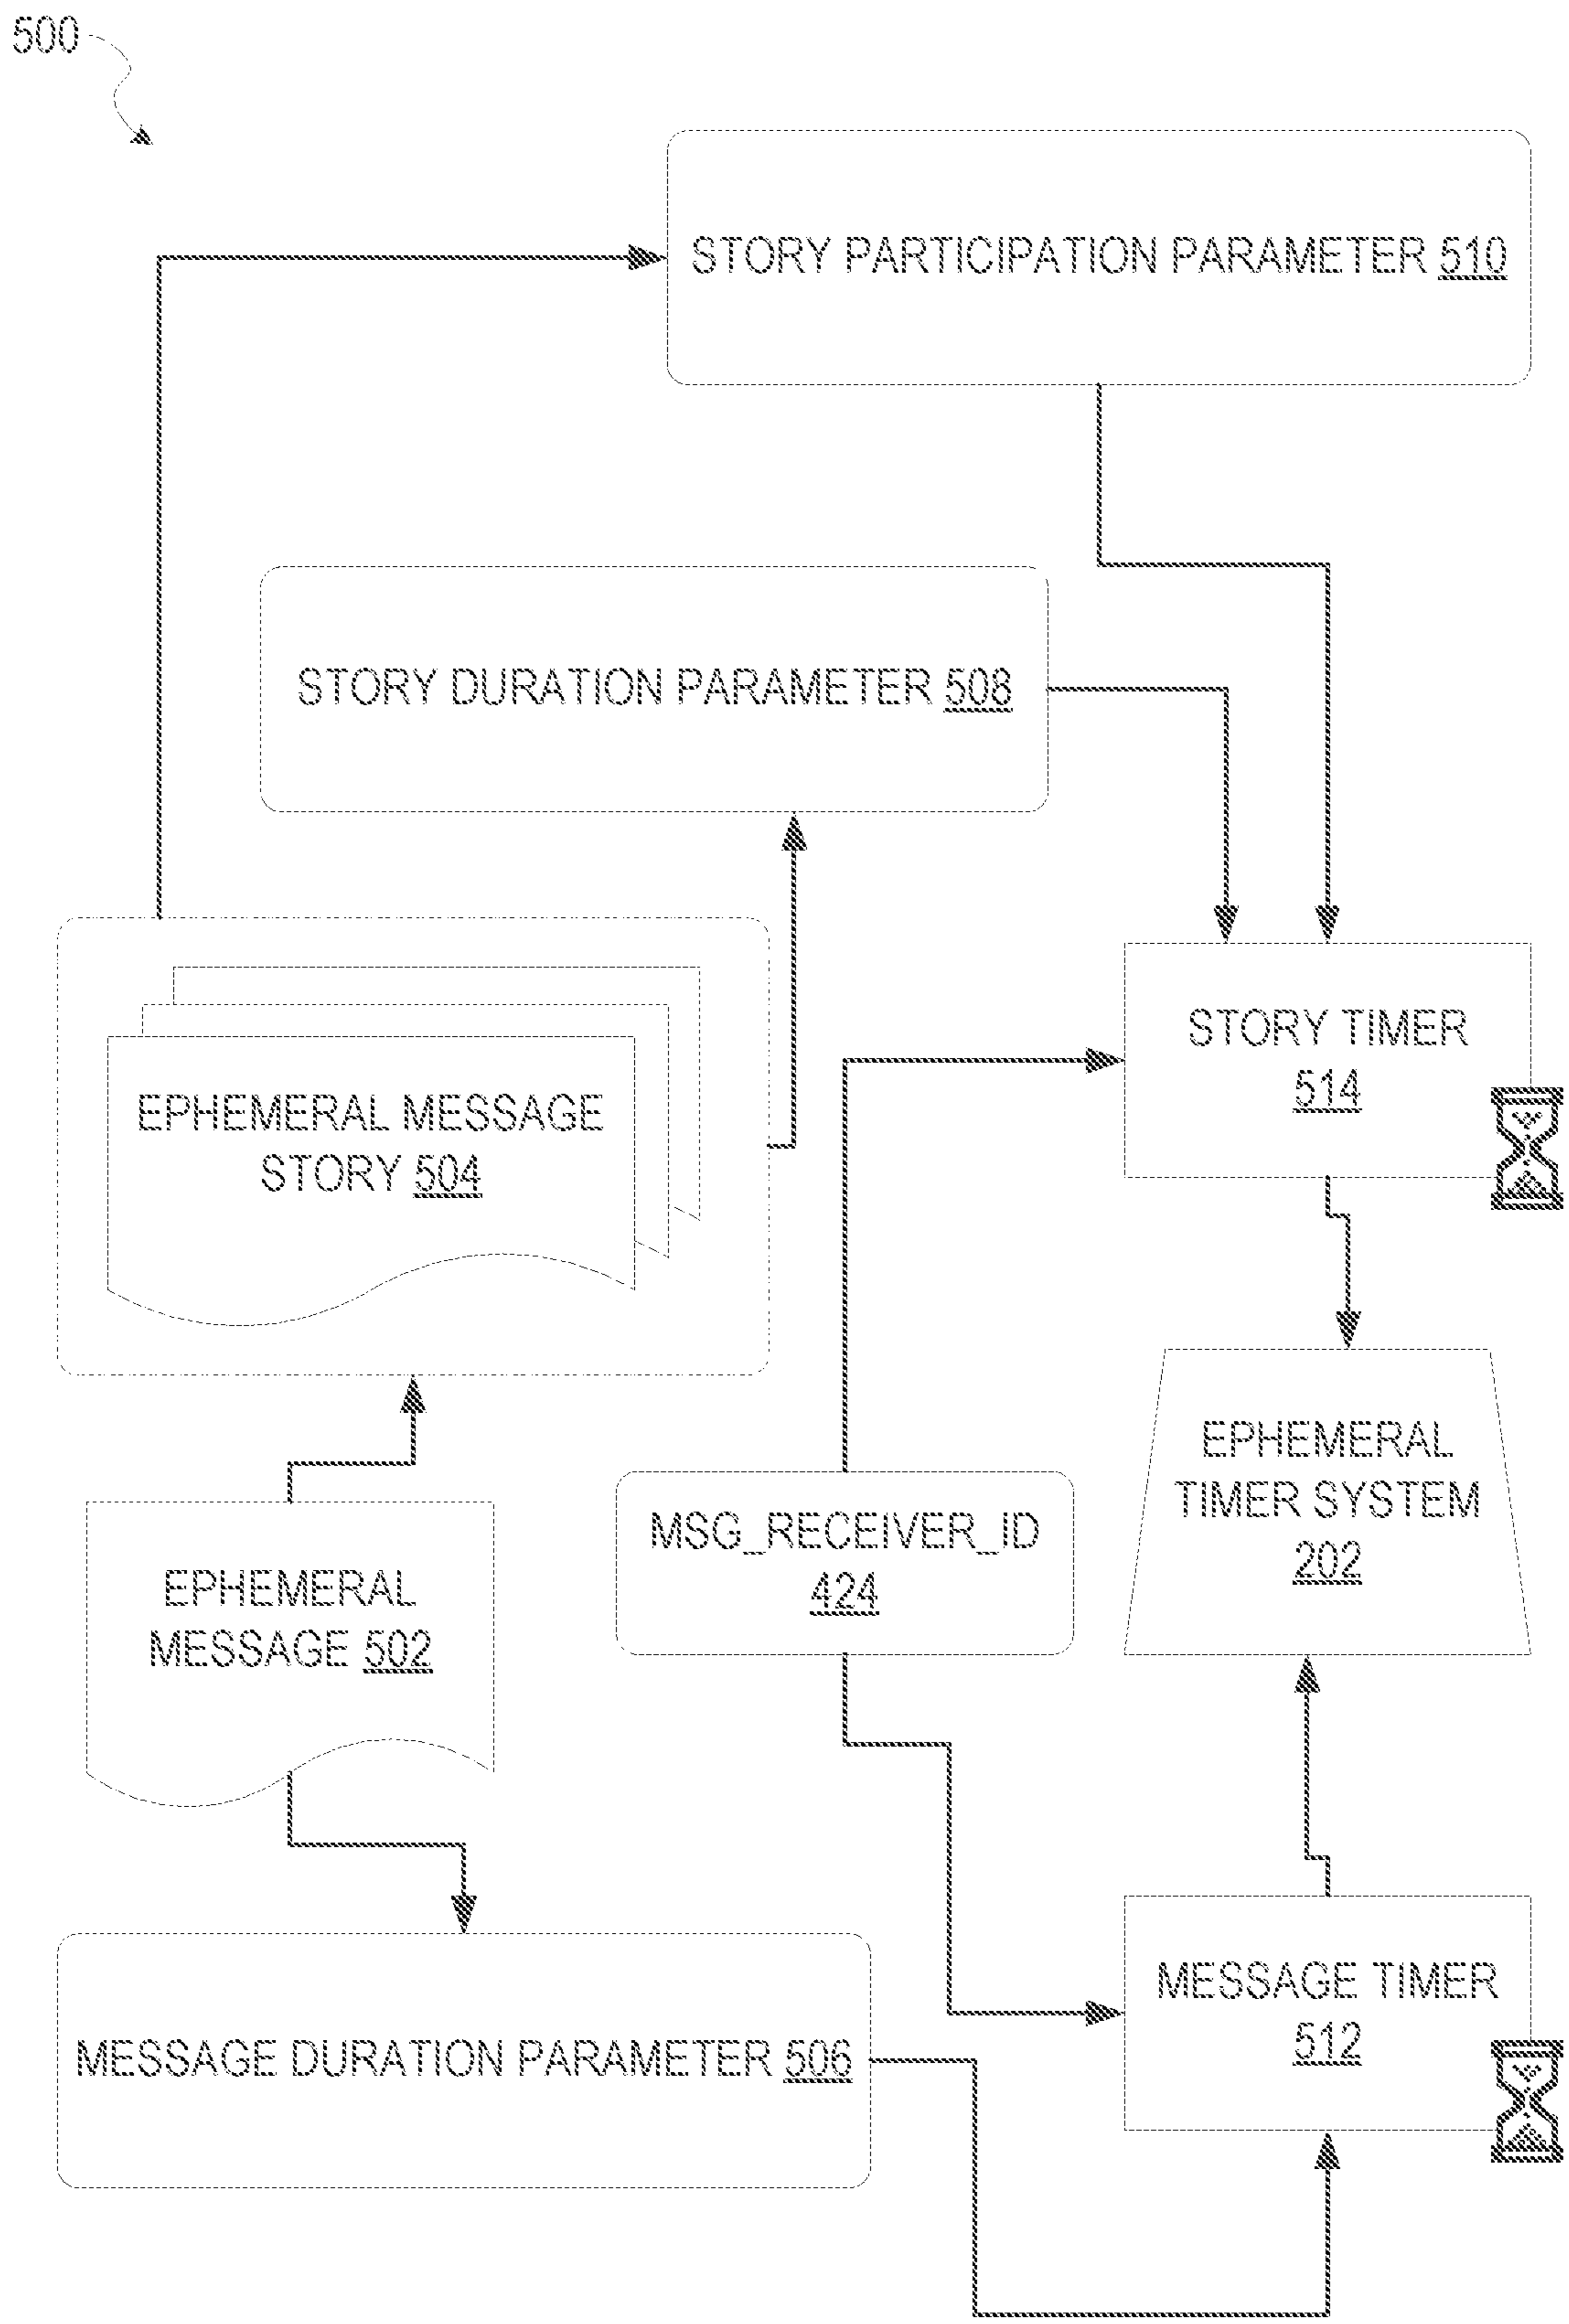 500
STORY PARTICIPATION PARAMETER 510
STORY DURATION PARAMETER 508
STORY TIMER
514
EPHEMERAL MESSAGE
STORY 504
EPHEMERAL
TIMER SYSTEM
202
MSG_RECEIVER_ID
424
EPHEMERAL
MESSAGE 502
MESSAGE TIMER
512
MESSAGE DURATION PARAMETER 506